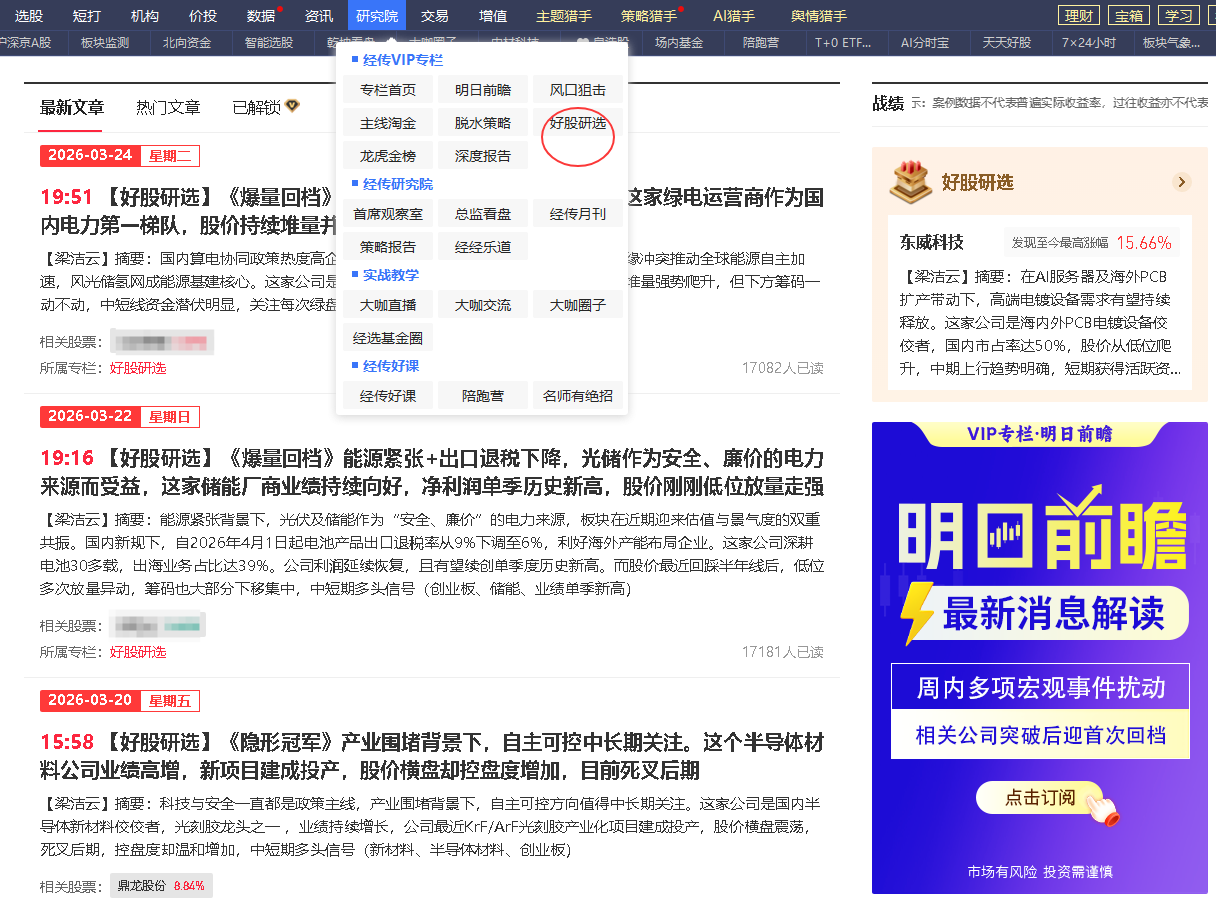 选股 短打 机构 价投 数据 资讯 研究院 交易 增值 主题猎手 策略猎手 AI猎手 舆情猎手 理财 宝箱 学习
沪深京A股 板块监测 北向资金 智能选股 场内基金 陪跑营 T+0 ETF... AI分时宝 天天好股 7×24小时 板块气象...
经传VIP专栏
专栏首页 明日前瞻 风口狙击
主线淘金 脱水策略 好股研选
龙虎金榜 深度报告
经传研究院
首席观察室 总监看盘 经传月刊
策略报告 经经乐道
实战教学
大咖直播 大咖交流 大咖圈子
经选基金圈
经传好课
经传好课 陪跑营 名师有绝招
最新文章 热门文章 已解锁
2026-03-24 星期二
19:51 【好股研选】《爆量回档》 这家绿电运营商作为国
内电力第一梯队，股价持续堆量并
【梁洁云】摘要：国内算电协同政策热度高企 缘冲突推动全球能源自主加
速，风光储氢网成能源基建核心。这家公司是 堆量强势爬升，但下方筹码一
动不动，中短线资金潜伏明显，关注每次绿盘
相关股票：
所属专栏：好股研选 17082人已读
2026-03-22 星期日
19:16 【好股研选】《爆量回档》能源紧张+出口退税下降，光储作为安全、廉价的电力
来源而受益，这家储能厂商业绩持续向好，净利润单季历史新高，股价刚刚低位放量走强
【梁洁云】摘要：能源紧张背景下，光伏及储能作为“安全、廉价”的电力来源，板块在近期迎来估值与景气度的双重
共振。国内新规下，自2026年4月1日起电池产品出口退税率从9%下调至6%，利好海外产能布局企业。这家公司深耕
电池30多载，出海业务占比达39%。公司利润延续恢复，且有望续创单季度历史新高。而股价最近回踩半年线后，低位
多次放量异动，筹码也大部分下移集中，中短期多头信号（创业板、储能、业绩单季新高）
相关股票：
所属专栏：好股研选 17181人已读
2026-03-20 星期五
15:58 【好股研选】《隐形冠军》产业围堵背景下，自主可控中长期关注。这个半导体材
料公司业绩高增，新项目建成投产，股价横盘却控盘度增加，目前死叉后期
【梁洁云】摘要：科技与安全一直都是政策主线，产业围堵背景下，自主可控方向值得中长期关注。这家公司是国内半
导体新材料佼佼者，光刻胶龙头之一 ，业绩持续增长，公司最近KrF/ArF光刻胶产业化项目建成投产，股价横盘震荡，
死叉后期，控盘度却温和增加，中短期多头信号（新材料、半导体材料、创业板）
相关股票： 鼎龙股份 8.84%
战绩 示：案例数据不代表普遍实际收益率，过往收益亦不代表
好股研选
东威科技 发现至今最高涨幅 15.66%
【梁洁云】摘要：在AI服务器及海外PCB
扩产带动下，高端电镀设备需求有望持续
释放。这家公司是海内外PCB电镀设备佼
佼者，国内市占率达50%，股价从低位爬
升，中期上行趋势明确，短期获得活跃资...
VIP专栏·明日前瞻
明日前瞻
最新消息解读
周内多项宏观事件扰动
相关公司突破后迎首次回档
点击订阅
市场有风险 投资需谨慎